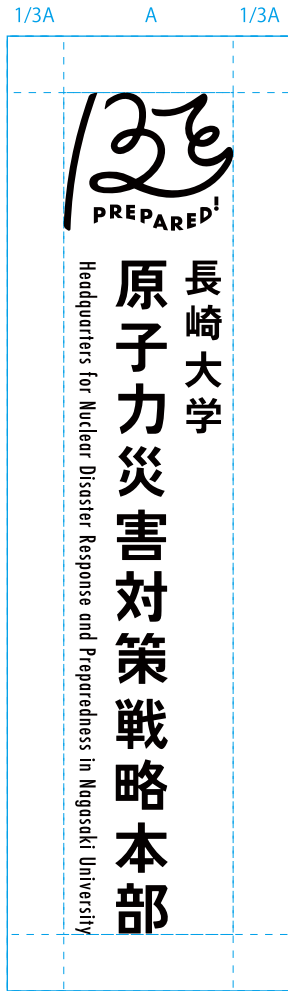 1/3A A 1/3A
Be
PREPARED!
長崎大学
原子力災害対策戦略本部
Headquarters for Nuclear Disaster Response and Preparedness in Nagasaki University